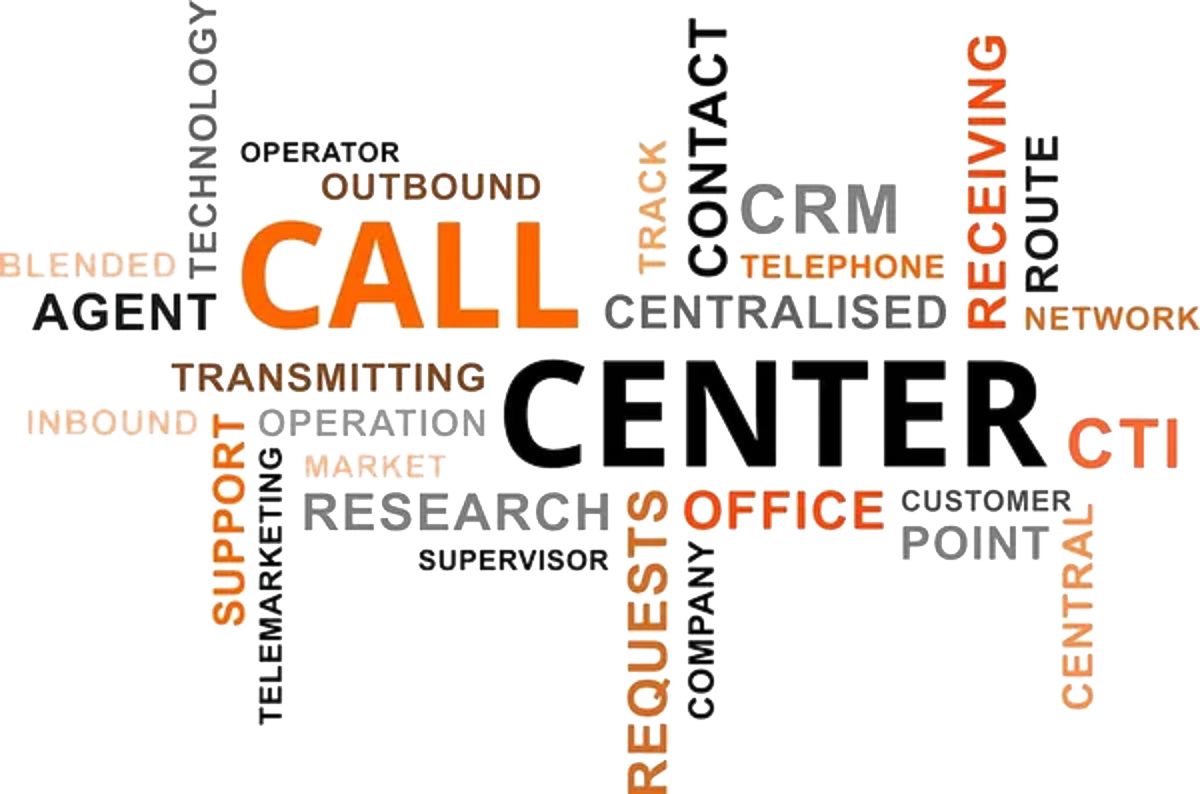 TECHNOLOGY
OPERATOR
OUTBOUND
BLENDED
AGENT
CALL
TRACK
CONTACT
CRM
TELEPHONE
CENTRALISED
RECEIVING
ROUTE
NETWORK
TRANSMITTING
CENTER
CTI
INBOUND
SUPPORT
OPERATION
TELEMARKETING
MARKET
RESEARCH
SUPERVISOR
REQUESTS
OFFICE
COMPANY
CUSTOMER
POINT
CENTRAL